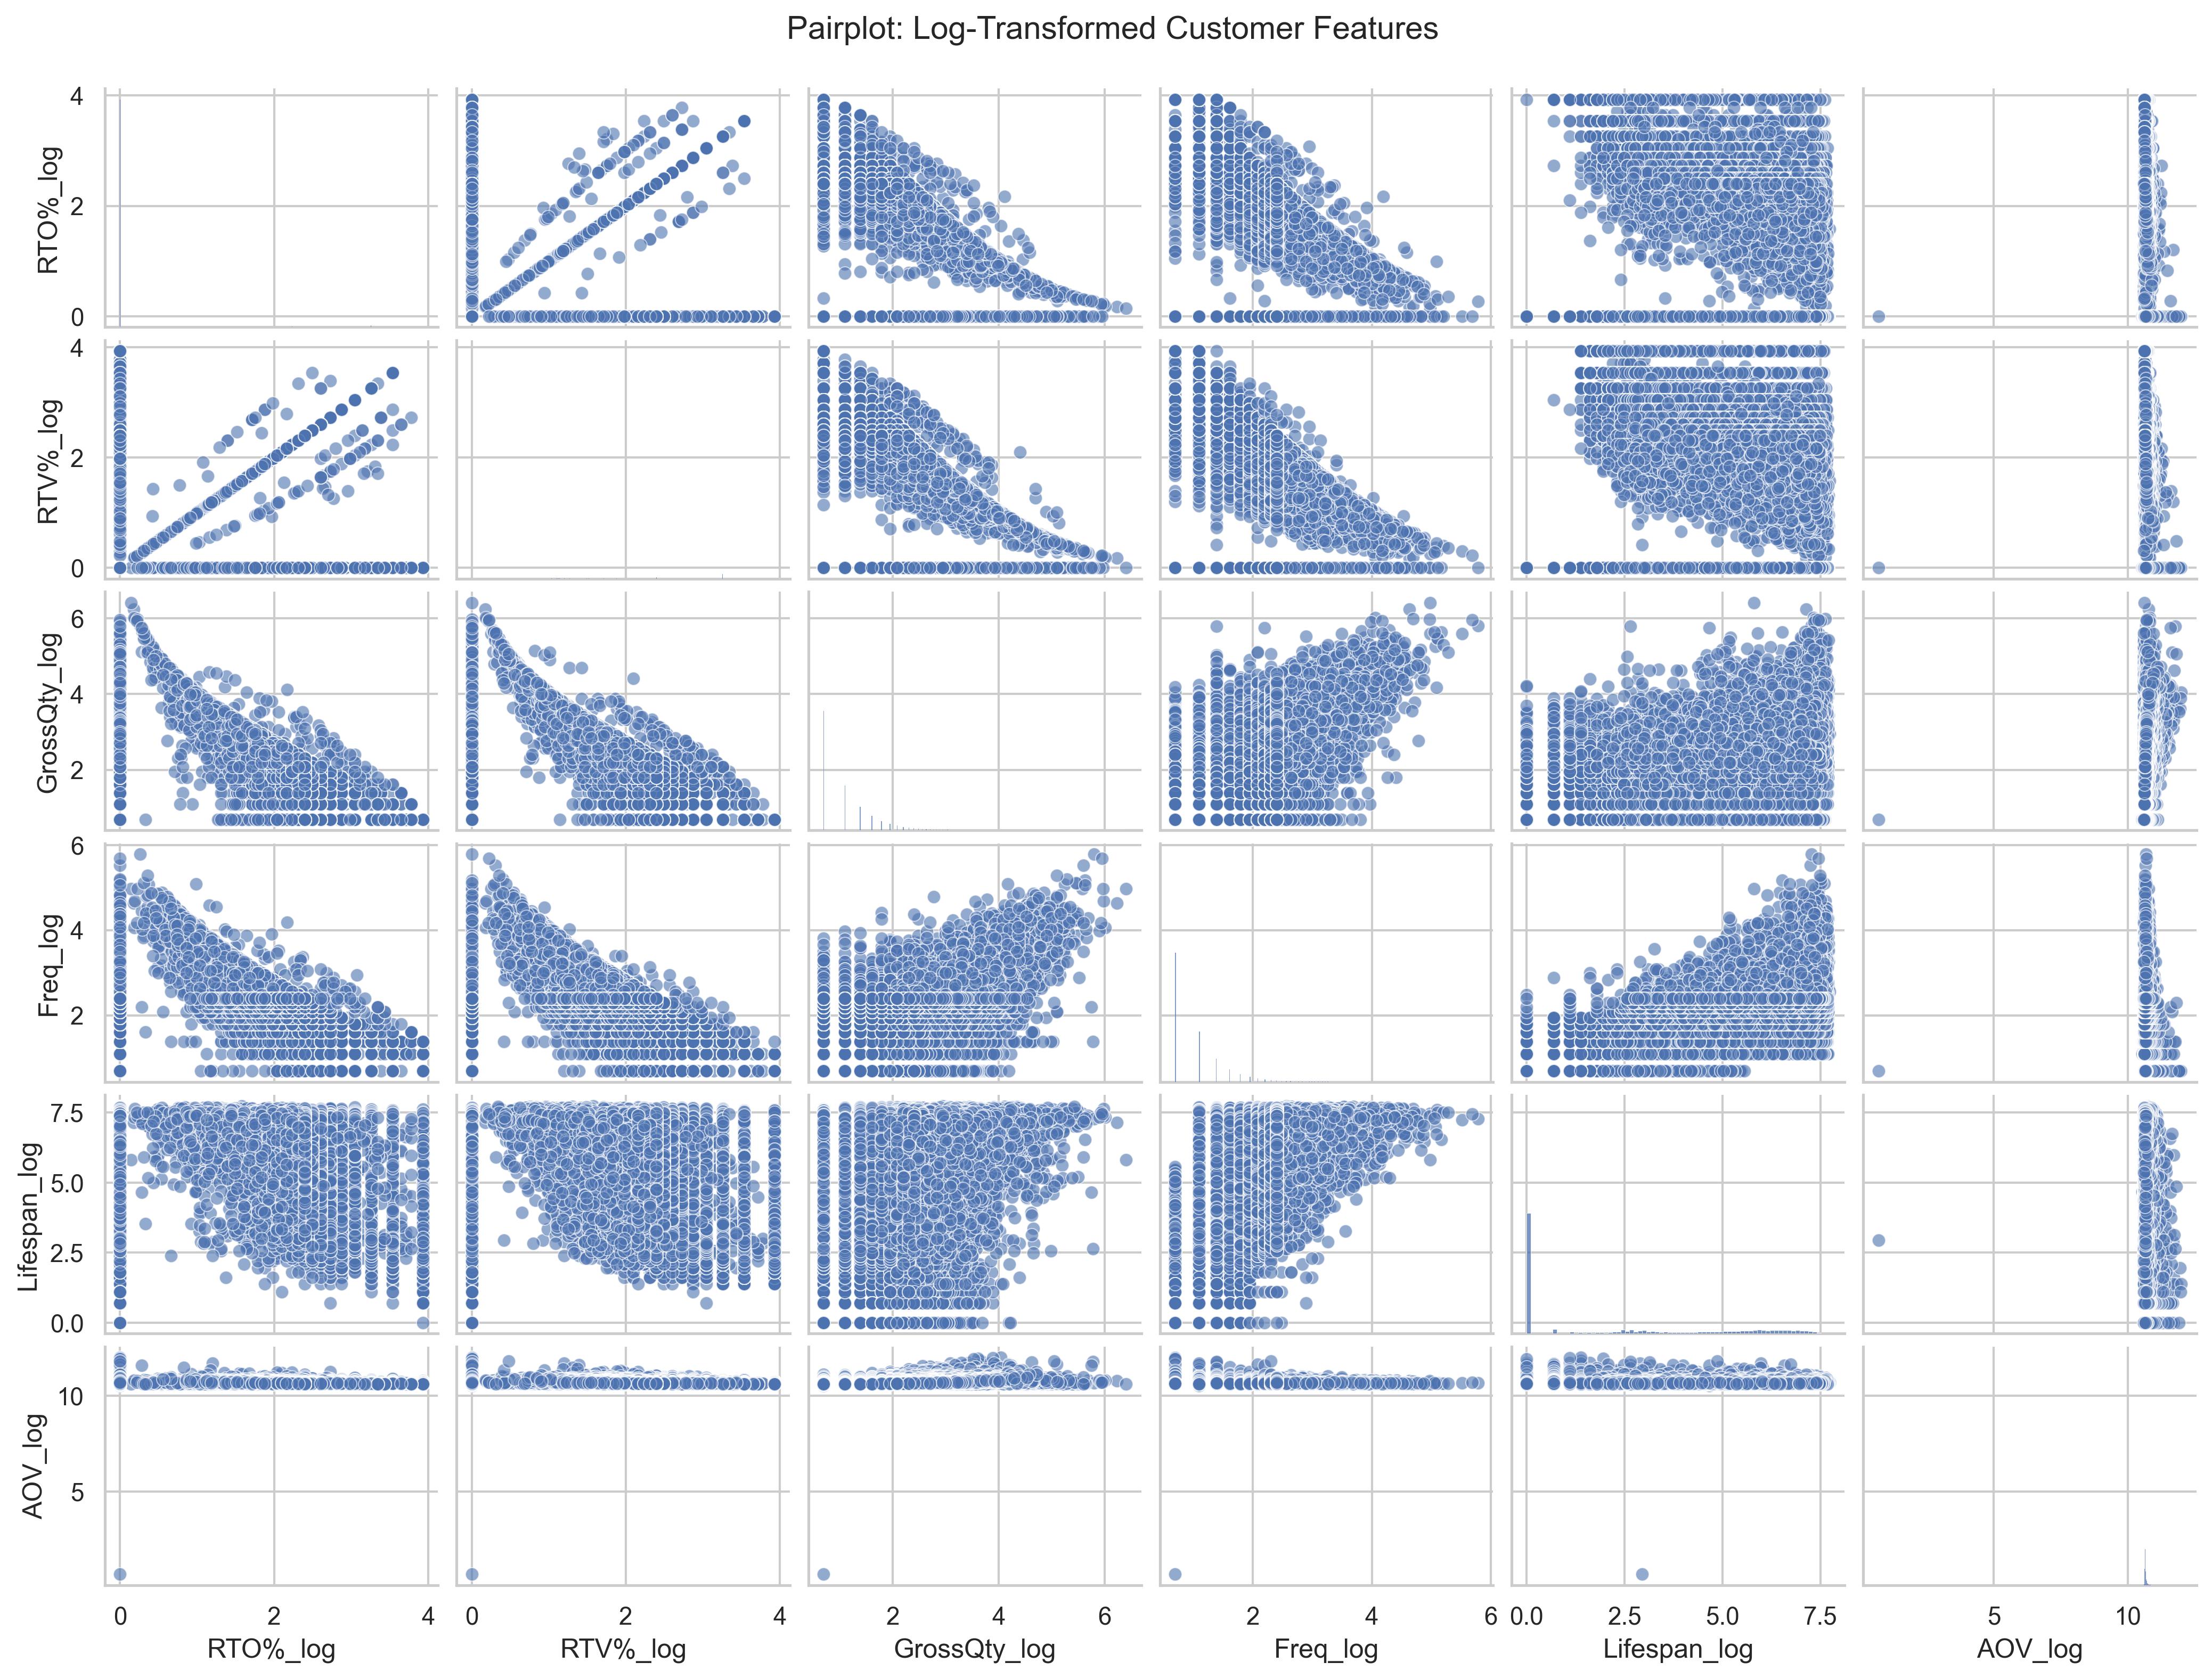 Pairplot: Log-Transformed Customer Features
4
2
0
RTO%_log
4
2
0
RTV%_log
6
4
2
GrossQty_log
6
4
2
Freq_log
7.5
5.0
2.5
0.0
Lifespan_log
10
5
AOV_log
0 2 4
0 2 4
2 4 6
2 4 6
0.0 2.5 5.0 7.5
5 10
RTO%_log
RTV%_log
GrossQty_log
Freq_log
Lifespan_log
AOV_log